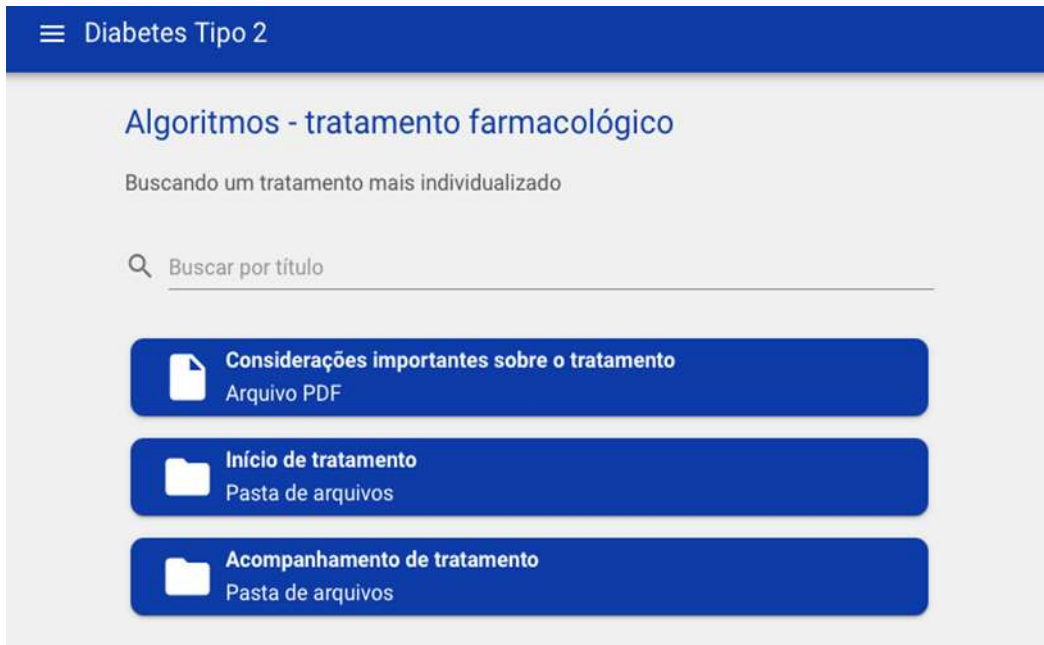 Diabetes Tipo 2
Algoritmos - tratamento farmacológico
Buscando um tratamento mais individualizado
Buscar por título
Considerações importantes sobre o tratamento
Arquivo PDF
Início de tratamento
Pasta de arquivos
Acompanhamento de tratamento
Pasta de arquivos